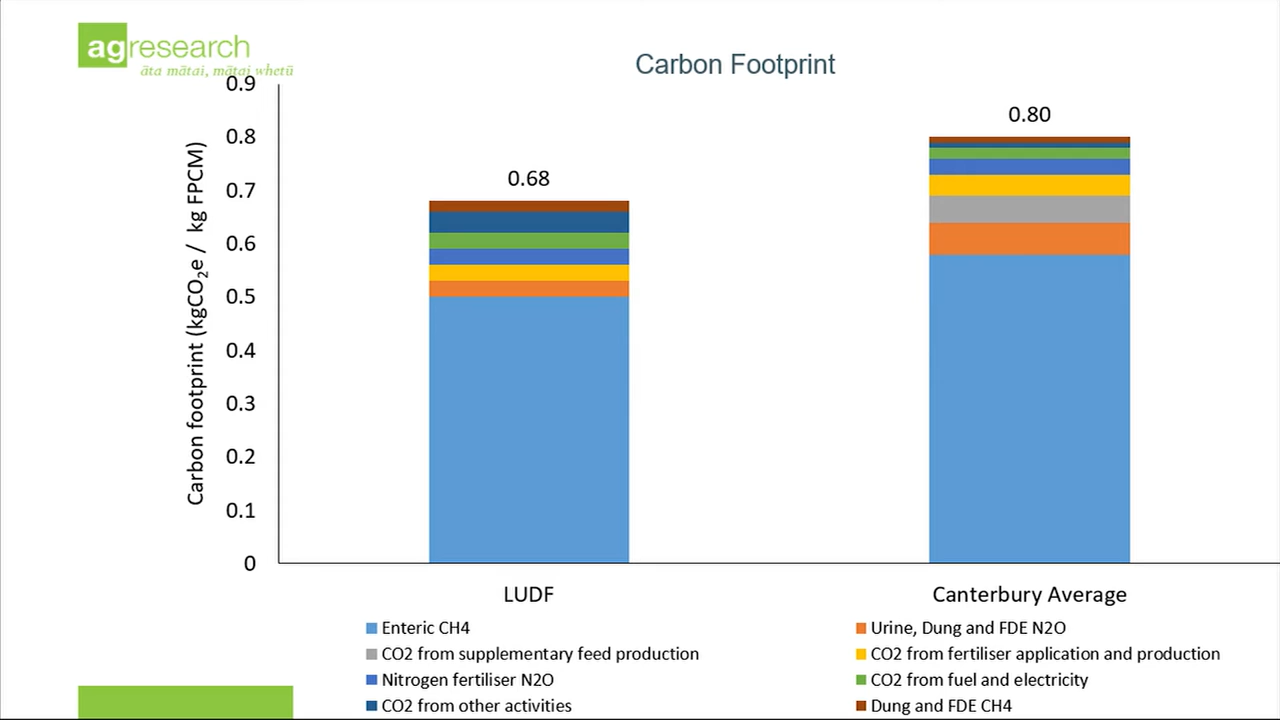 agresearch
āta mātai, mātai whetū
Carbon Footprint
Carbon footprint (kgCO₂e / kg FPCM)
0.9
0.8
0.7
0.6
0.5
0.4
0.3
0.2
0.1
0
0.68
0.80
LUDF
Canterbury Average
Enteric CH4
Urine, Dung and FDE N2O
CO2 from supplementary feed production
CO2 from fertiliser application and production
Nitrogen fertiliser N2O
CO2 from fuel and electricity
CO2 from other activities
Dung and FDE CH4